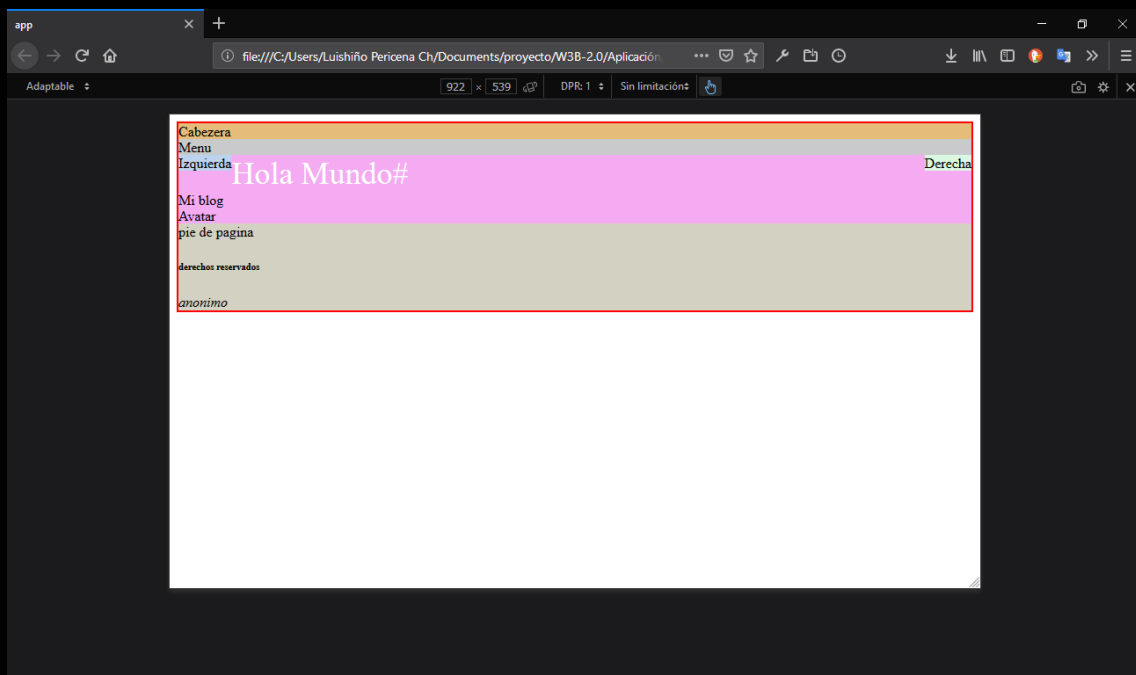 app
file:///C:/Users/Luishiño Pericena Ch/Documents/proyecto/W3B-2.0/Aplicación
Adaptable
922 × 539 DPR: 1 Sin limitación
Cabezera
Menu
Izquierda Hola Mundo# Derecha
Mi blog
Avatar
pie de pagina
derechos reservados
anonimo